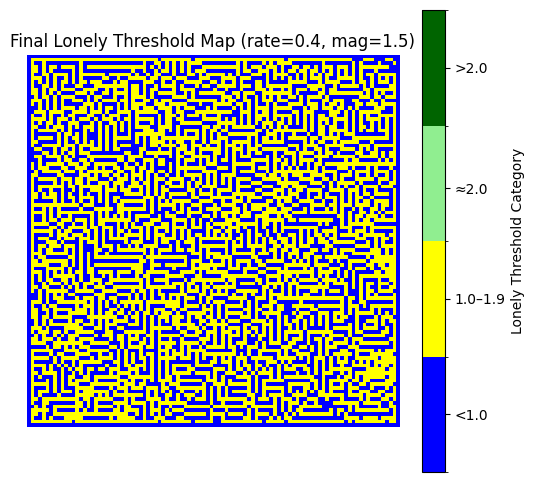 Final Lonely Threshold Map (rate=0.4, mag=1.5)
>2.0
≈2.0
1.0–1.9
<1.0
Lonely Threshold Category